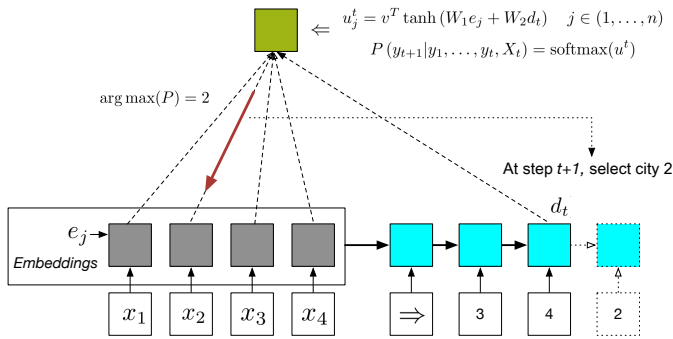 ⇐ u_j^t = v^T tanh (W_1 e_j + W_2 d_t)    j ∈ (1, . . . , n)
P (y_{t+1}|y_1, . . . , y_t, X_t) = softmax(u^t)
arg max(P) = 2
At step t+1, select city 2
d_t
e_j
Embeddings
x_1 x_2 x_3 x_4 ⇒ 3 4 2